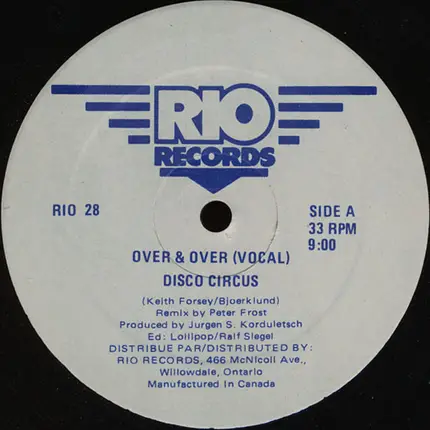 RIO
RECORDS
RIO 28
SIDE A
33 RPM
9:00
OVER & OVER (VOCAL)
DISCO CIRCUS
(Keith Forsey/Bjoerklund)
Remix by Peter Frost
Produced by Jurgen S. Korduletsch
Ed: Lollipop/Ralf Siegel
DISTRIBUE PAR/DISTRIBUTED BY:
RIO RECORDS, 466 McNicoll Ave.,
Willowdale, Ontario
Manufactured In Canada